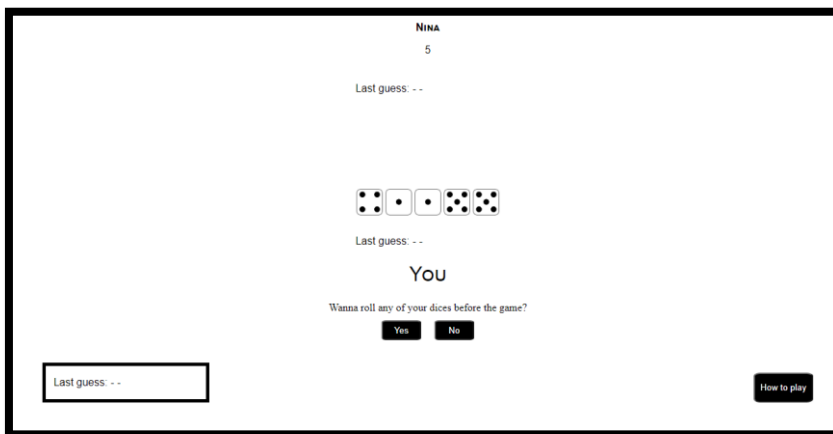 Nina
5
Last guess: - -
Last guess: - -
You
Wanna roll any of your dices before the game?
Yes No
Last guess: - -
How to play